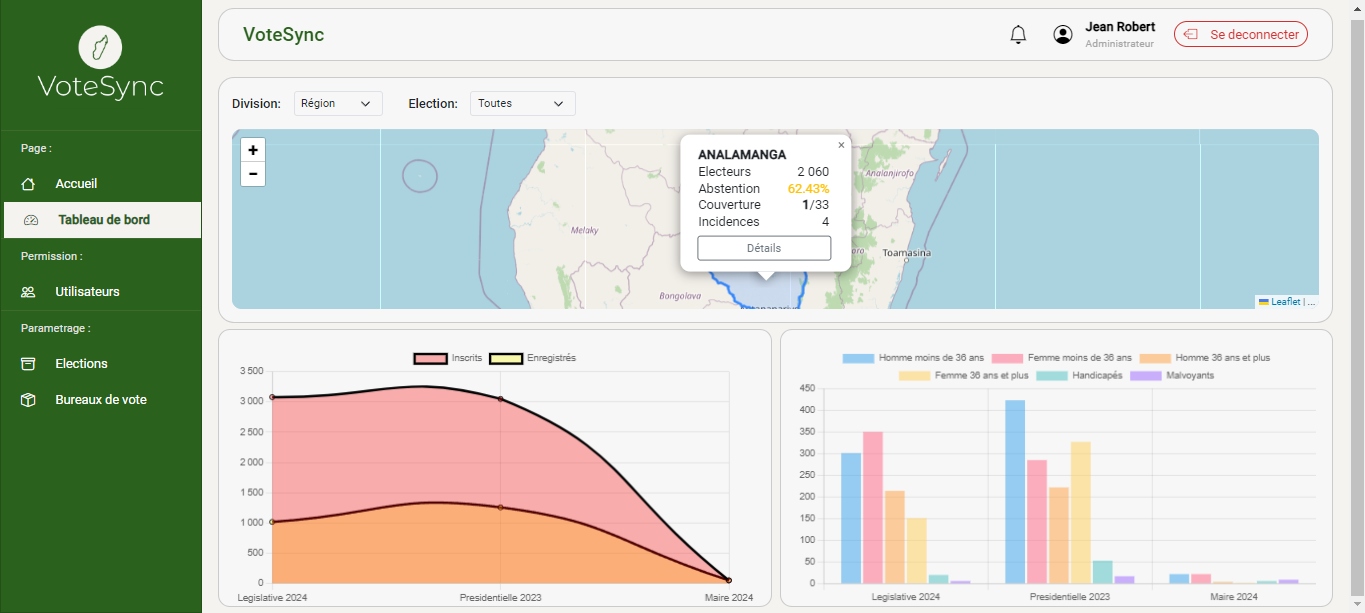 VoteSync
Page :
Accueil
Tableau de bord
Permission :
Utilisateurs
Parametrage :
Elections
Bureaux de vote
VoteSync
Jean Robert
Administrateur
Se deconnecter
Division: Région Election: Toutes
+
−
Melaky
Bongolava
Analanjirofo
Toamasina
×
ANALAMANGA
Electeurs 2 060
Abstention 62.43%
Couverture 1/33
Incidences 4
Détails
Leaflet | ...
Inscrits Enregistrés
3 500
3 000
2 500
2 000
1 500
1 000
500
0
Legislative 2024 Presidentielle 2023 Maire 2024
Homme moins de 36 ans Femme moins de 36 ans Homme 36 ans et plus
Femme 36 ans et plus Handicapés Malvoyants
450
400
350
300
250
200
150
100
50
0
Legislative 2024 Presidentielle 2023 Maire 2024